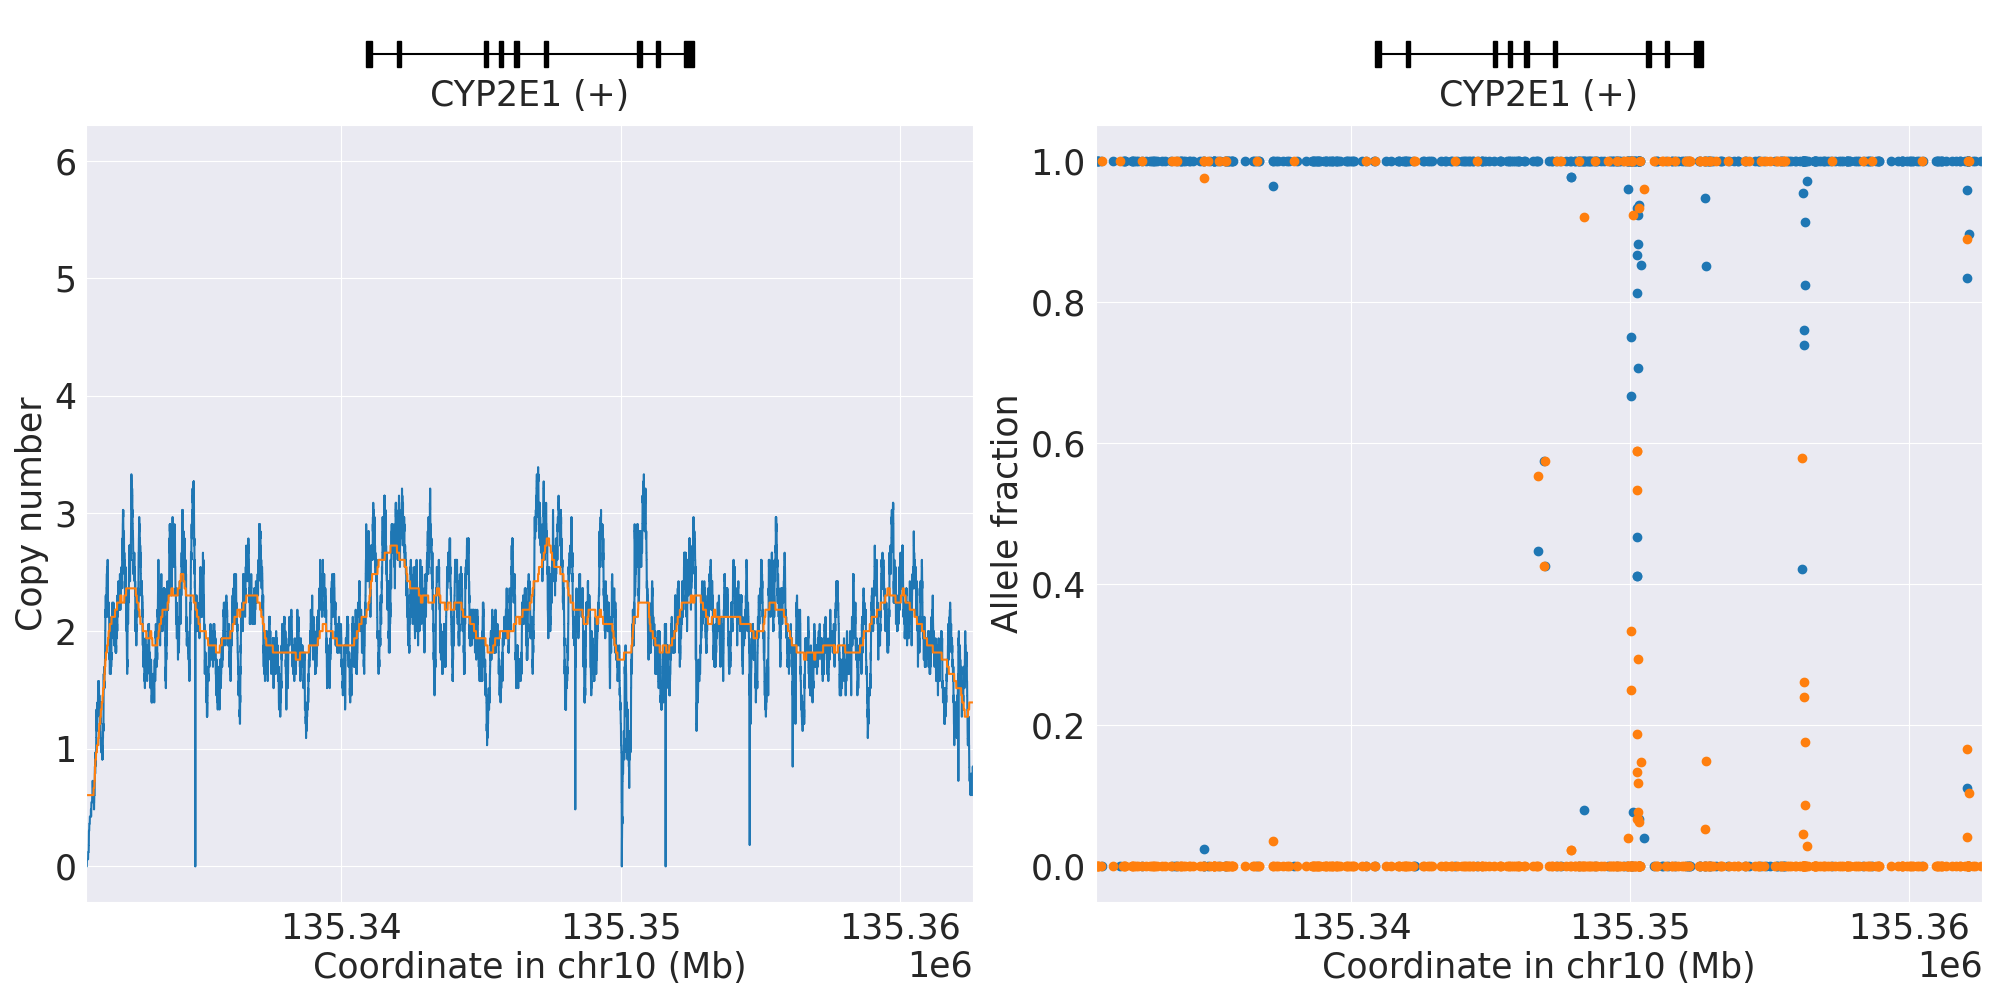 CYP2E1 (+)
6
5
4
3
2
1
0
Copy number
135.34 135.35 135.36
1e6
Coordinate in chr10 (Mb)
CYP2E1 (+)
1.0
0.8
0.6
0.4
0.2
0.0
Allele fraction
135.34 135.35 135.36
1e6
Coordinate in chr10 (Mb)